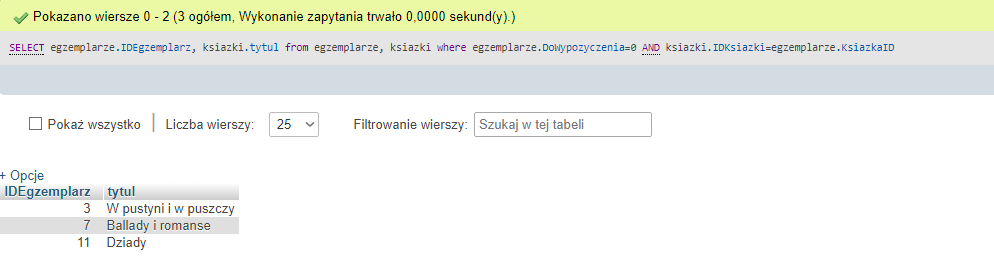 Pokazano wiersze 0 - 2 (3 ogółem, Wykonanie zapytania trwało 0,0000 sekund(y).)
SELECT egzemplarze.IDEgzemplarz, ksiazki.tytul from egzemplarze, ksiazki where egzemplarze.DoWypozyczenia=0 AND ksiazki.IDKsiazki=egzemplarze.KsiazkaID
Pokaż wszystko | Liczba wierszy: 25 Filtrowanie wierszy: Szukaj w tej tabeli
+ Opcje
IDEgzemplarz tytul
3 W pustyni i w puszczy
7 Ballady i romanse
11 Dziady